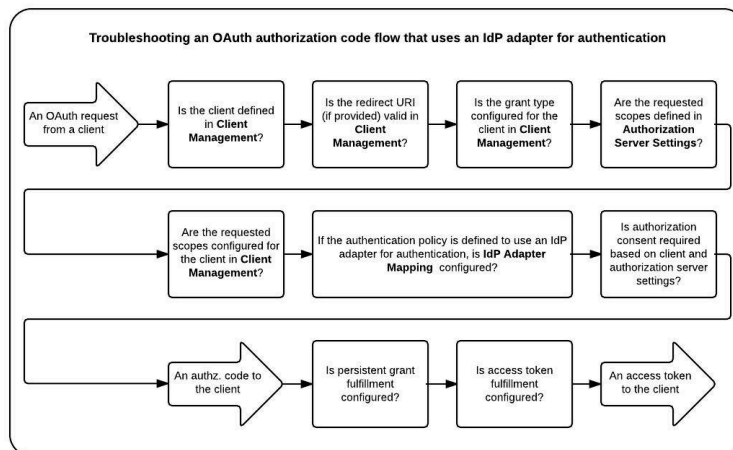 Troubleshooting an OAuth authorization code flow that uses an IdP adapter for authentication
An OAuth request
from a client
Is the client defined
in Client
Management?
Is the redirect URI
(if provided) valid in
Client
Management?
Is the grant type
configured for the
client in Client
Management?
Are the requested
scopes defined in
Authorization
Server Settings?
Are the requested
scopes configured for
the client in Client
Management?
If the authentication policy is defined to use an IdP
adapter for authentication, is IdP Adapter
Mapping configured?
Is authorization
consent required
based on client and
authorization server
settings?
An authz. code to
the client
Is persistent grant
fulfillment
configured?
Is access token
fulfillment
configured?
An access token
to the client